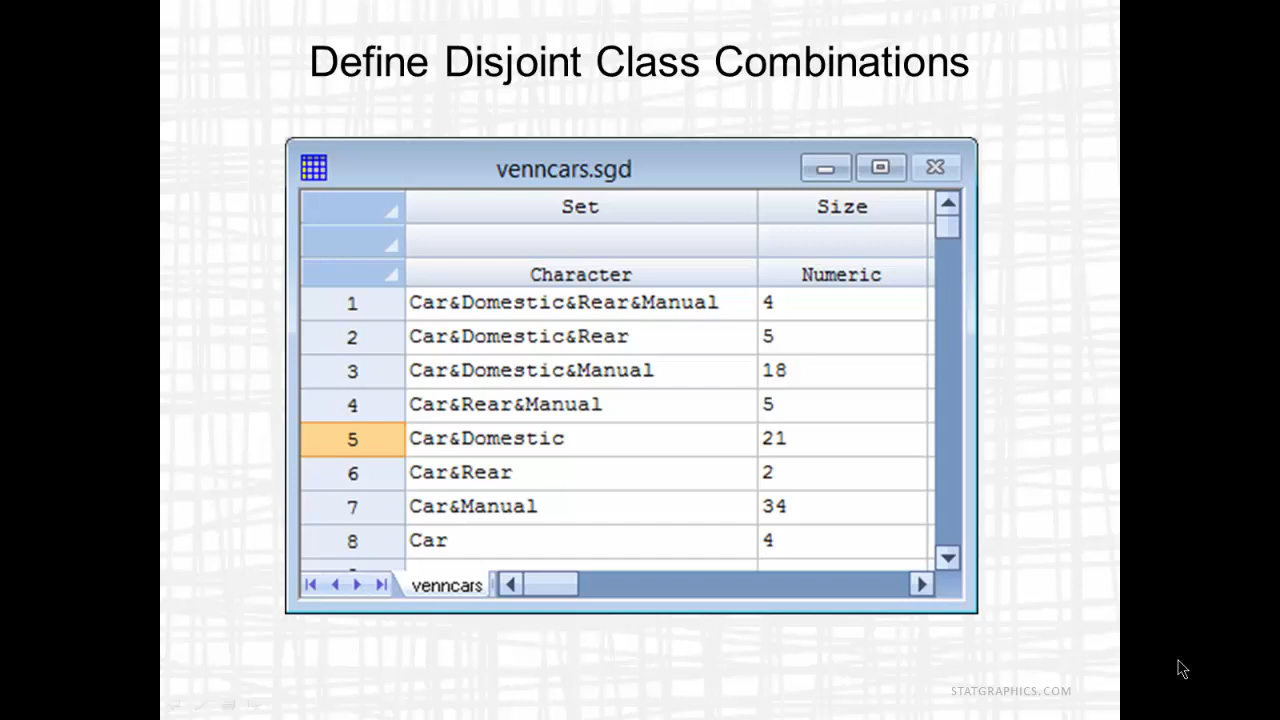 Define Disjoint Class Combinations
venncars.sgd
Set Size
Character Numeric
1 Car&Domestic&Rear&Manual 4
2 Car&Domestic&Rear 5
3 Car&Domestic&Manual 18
4 Car&Rear&Manual 5
5 Car&Domestic 21
6 Car&Rear 2
7 Car&Manual 34
8 Car 4
venncars
STATGRAPHICS.COM